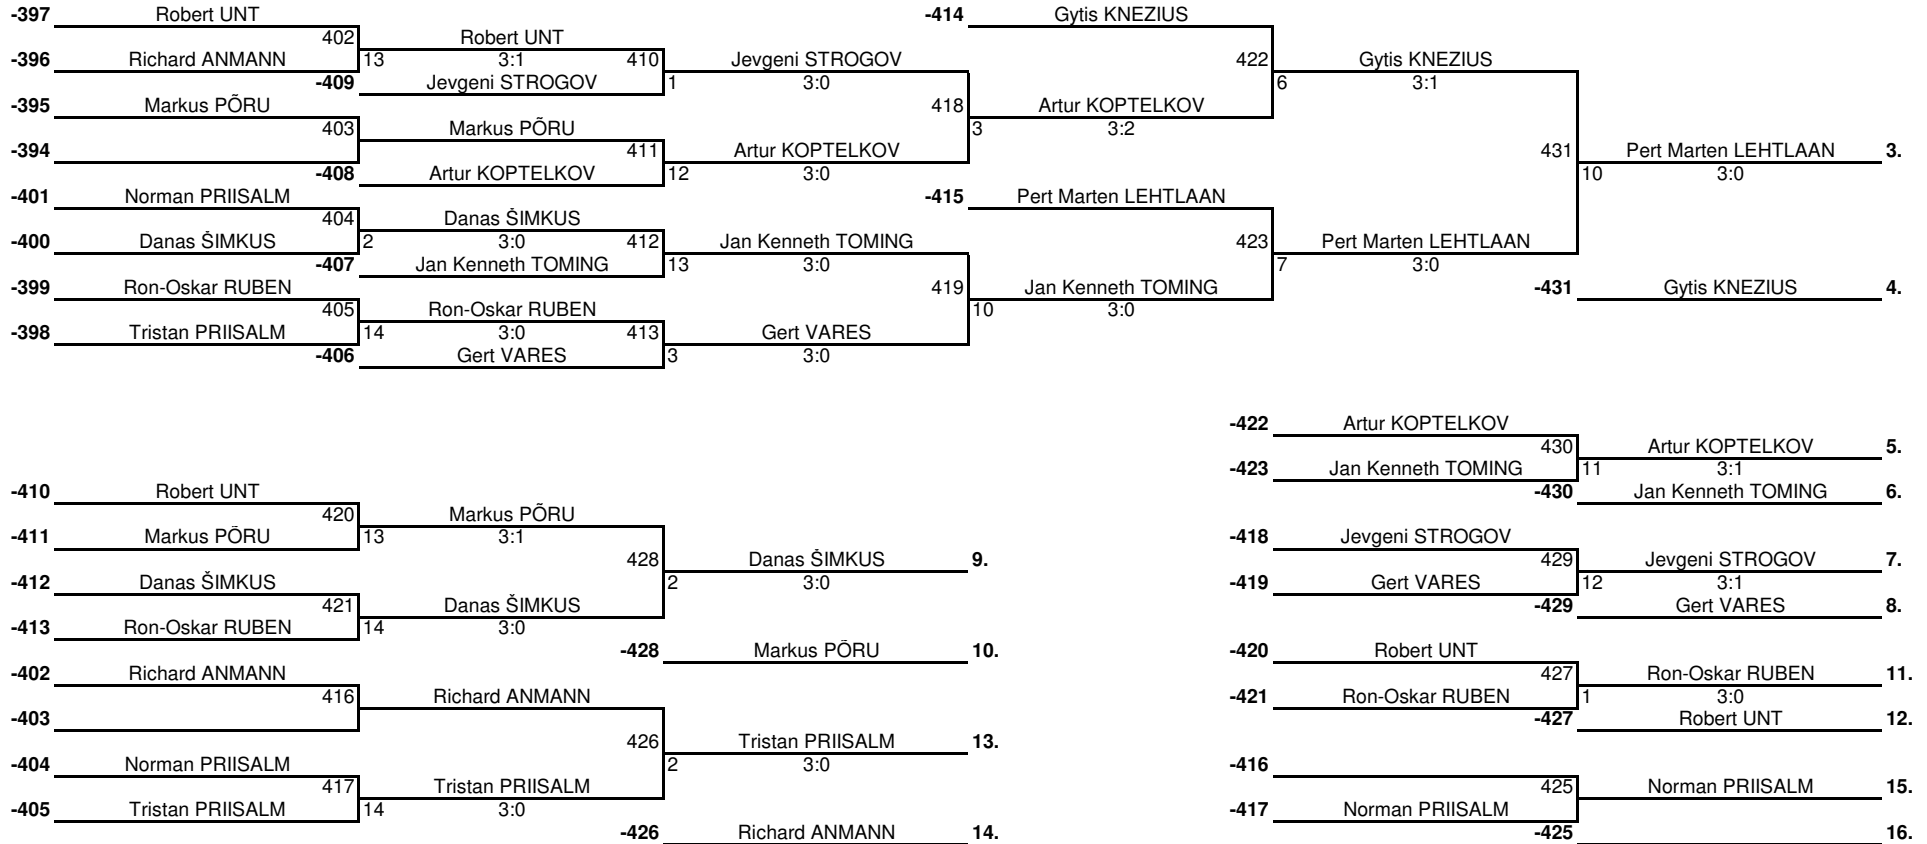 -397 Robert UNT -414 Gytis KNEZIUS
402 Robert UNT
-396 Richard ANMANN 13 3:1 410 Jevgeni STROGOV 422 Gytis KNEZIUS
-409 Jevgeni STROGOV 1 3:0 6 3:1
-395 Markus PÕRU 418 Artur KOPTELKOV
403 Markus PÕRU 3 3:2
-394 411 Artur KOPTELKOV 431 Pert Marten LEHTLAAN 3.
-408 Artur KOPTELKOV 12 3:0 10 3:0
-401 Norman PRIISALM -415 Pert Marten LEHTLAAN
404 Danas ŠIMKUS
-400 Danas ŠIMKUS 2 3:0 412 Jan Kenneth TOMING 423 Pert Marten LEHTLAAN
-407 Jan Kenneth TOMING 13 3:0 7 3:0
-399 Ron-Oskar RUBEN 419 Jan Kenneth TOMING -431 Gytis KNEZIUS 4.
405 Ron-Oskar RUBEN 10 3:0
-398 Tristan PRIISALM 14 3:0 413 Gert VARES
-406 Gert VARES 3 3:0
-422 Artur KOPTELKOV
430 Artur KOPTELKOV 5.
-423 Jan Kenneth TOMING 11 3:1
-410 Robert UNT -430 Jan Kenneth TOMING 6.
420 Markus PÕRU
-411 Markus PÕRU 13 3:1 -418 Jevgeni STROGOV
428 Danas ŠIMKUS 9. 429 Jevgeni STROGOV 7.
-412 Danas ŠIMKUS 2 3:0 -419 Gert VARES 12 3:1
421 Danas ŠIMKUS -429 Gert VARES 8.
-413 Ron-Oskar RUBEN 14 3:0
-428 Markus PÕRU 10. -420 Robert UNT
-402 Richard ANMANN 427 Ron-Oskar RUBEN 11.
416 Richard ANMANN -421 Ron-Oskar RUBEN 1 3:0
-403 -427 Robert UNT 12.
426 Tristan PRIISALM 13.
-404 Norman PRIISALM 2 3:0 -416
417 Tristan PRIISALM 425 Norman PRIISALM 15.
-405 Tristan PRIISALM 14 3:0 -417 Norman PRIISALM
-426 Richard ANMANN 14. -425 16.